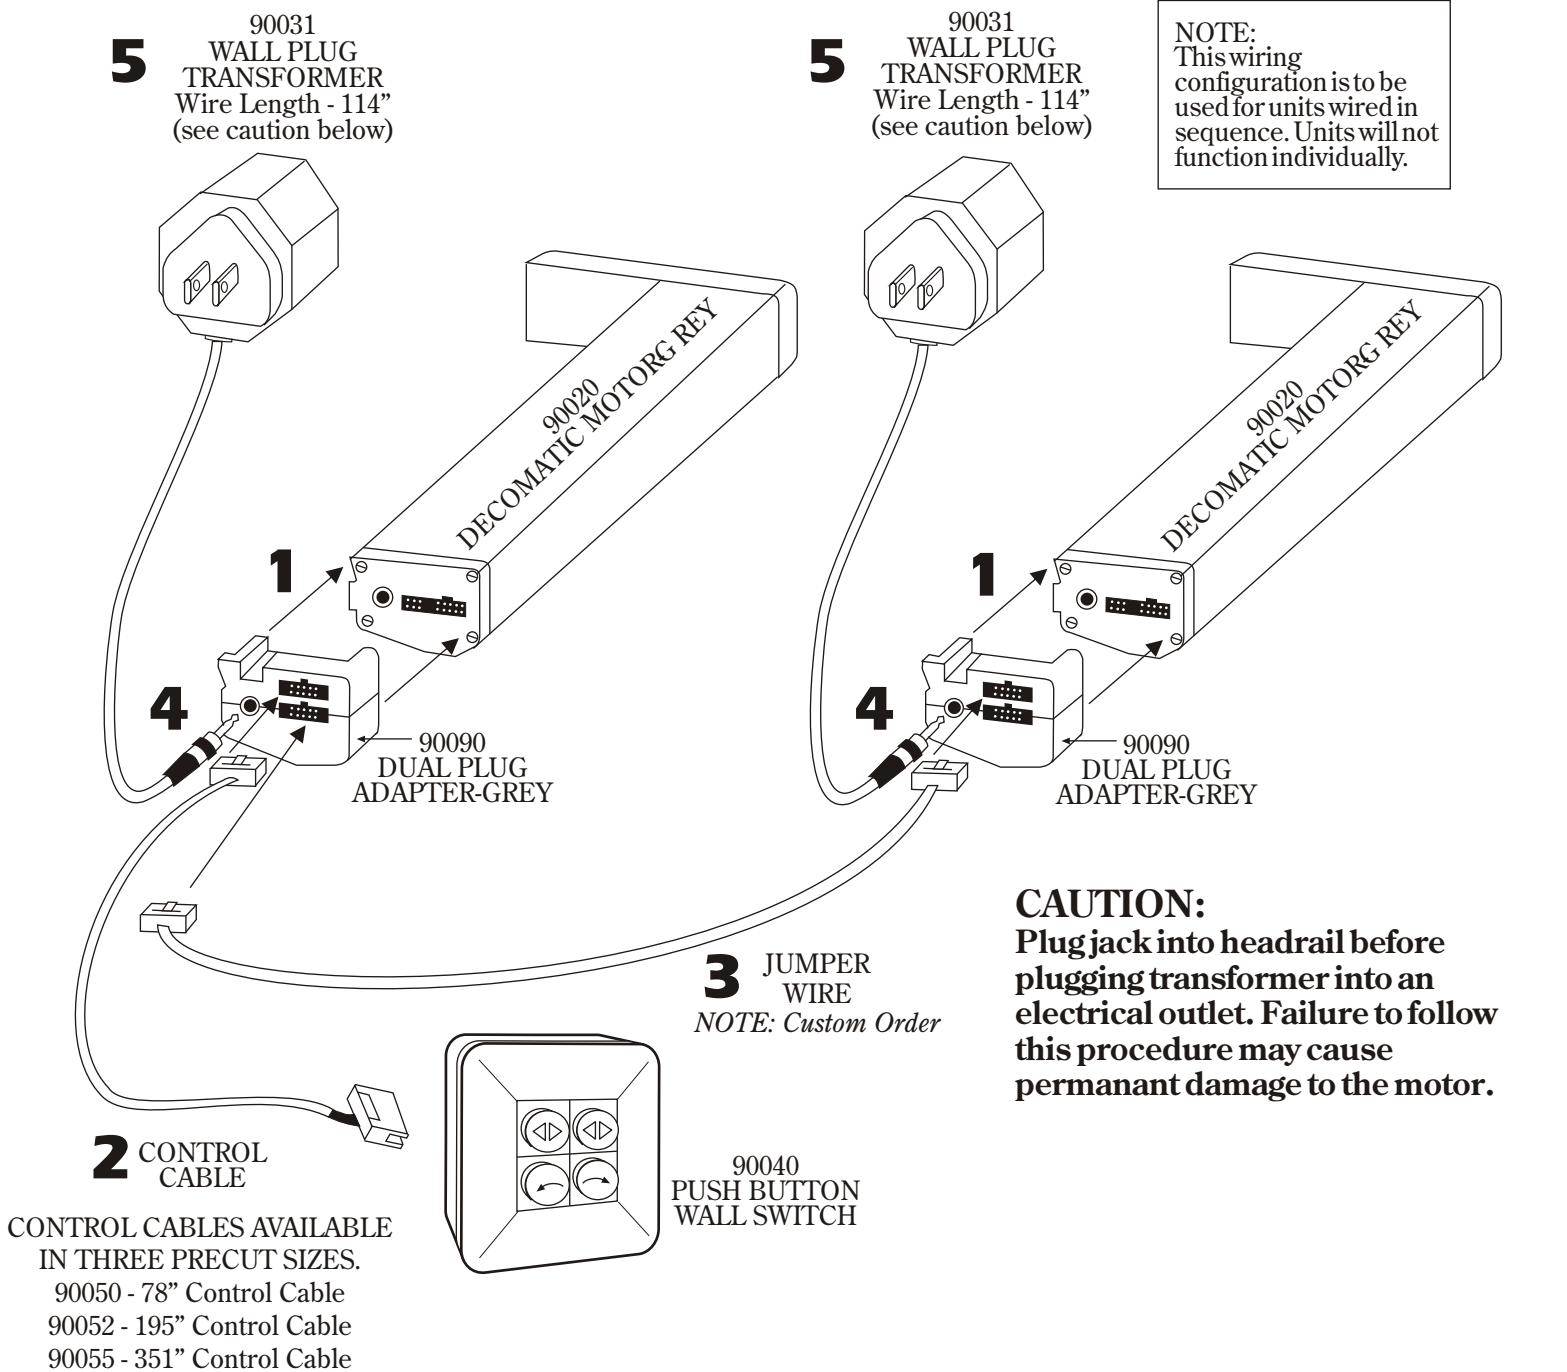 5
90031
WALL PLUG
TRANSFORMER
Wire Length - 114”
(see caution below)
5
90031
WALL PLUG
TRANSFORMER
Wire Length - 114”
(see caution below)
NOTE:
This wiring
configuration is to be
used for units wired in
sequence. Units will not
function individually.
90020
DECOMATIC MOTORG REY
90020
DECOMATIC MOTORG REY
1
1
4
90090
DUAL PLUG
ADAPTER-GREY
4
90090
DUAL PLUG
ADAPTER-GREY
3 JUMPER
WIRE
NOTE: Custom Order
CAUTION:
Plug jack into headrail before
plugging transformer into an
electrical outlet. Failure to follow
this procedure may cause
permanant damage to the motor.
2 CONTROL
CABLE
90040
PUSH BUTTON
WALL SWITCH
CONTROL CABLES AVAILABLE
IN THREE PRECUT SIZES.
90050 - 78” Control Cable
90052 - 195” Control Cable
90055 - 351” Control Cable